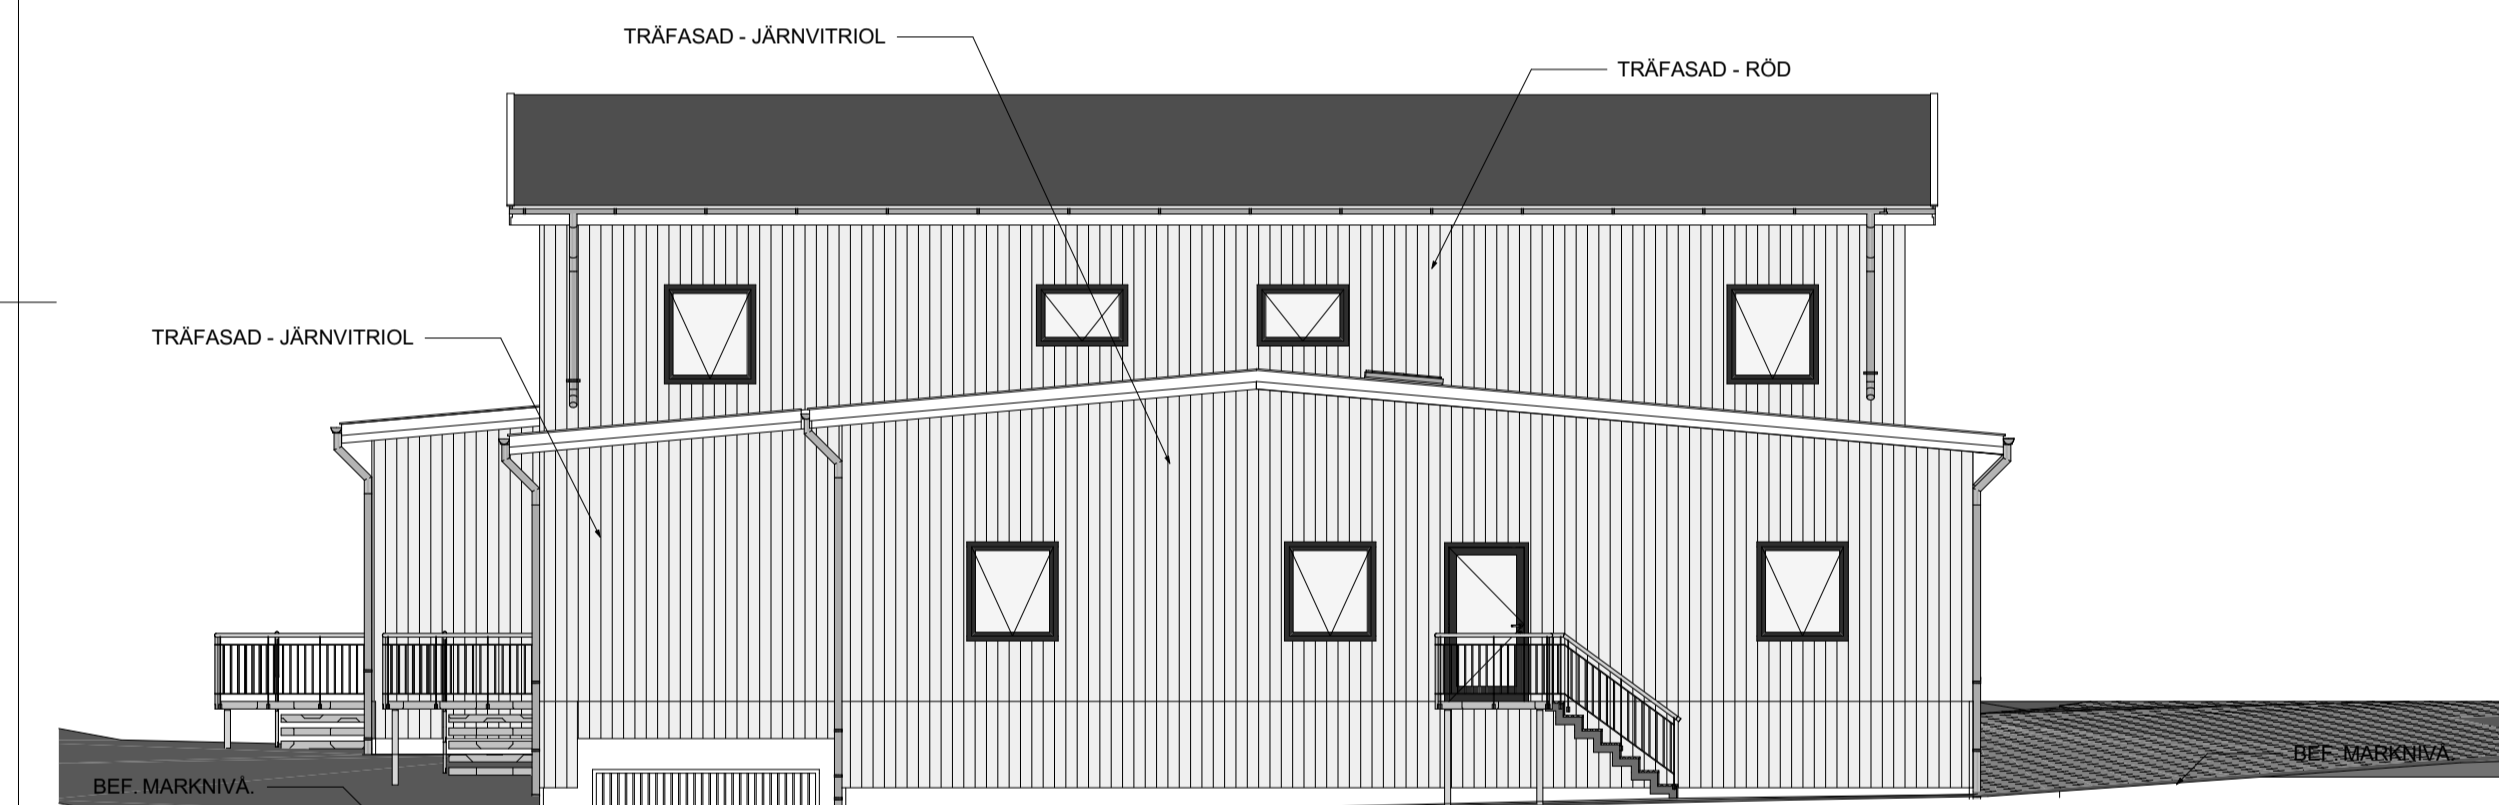 TRÄFASAD - JÄRNVITRIOL
TRÄFASAD - RÖD
TRÄFASAD - JÄRNVITRIOL
BEF. MARKNIVÅ.
BEF. MARKNIVÅ.